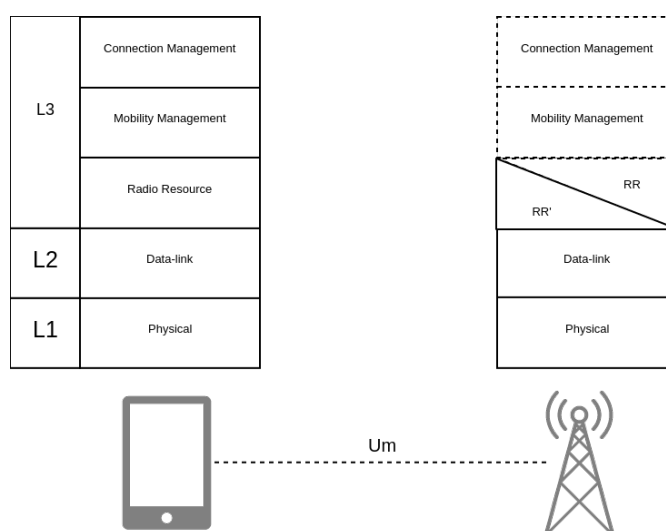 L3
Connection Management
Mobility Management
Radio Resource
L2
Data-link
L1
Physical
Connection Management
Mobility Management
RR
RR'
Data-link
Physical
Um